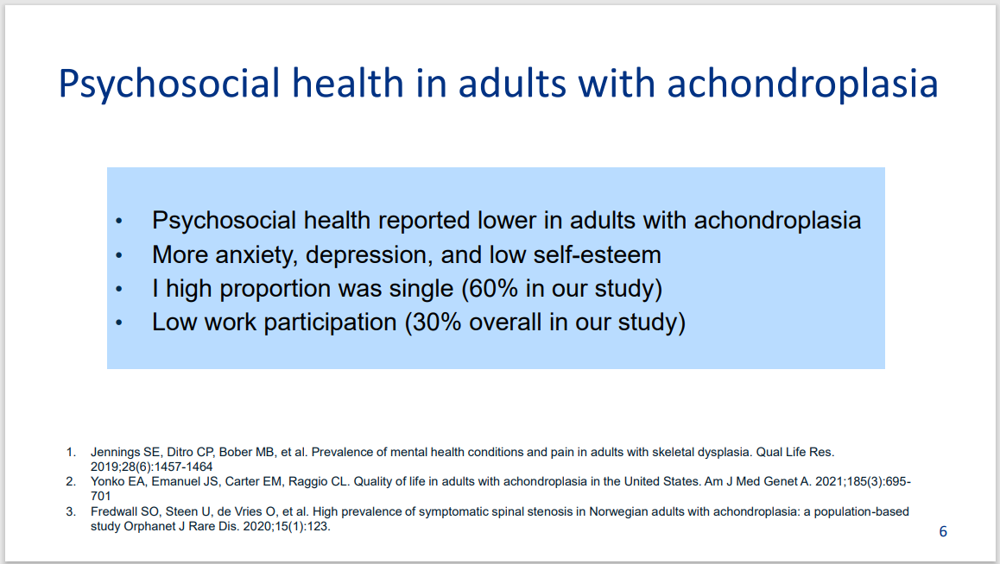 Psychosocial health in adults with achondroplasia
• Psychosocial health reported lower in adults with achondroplasia
• More anxiety, depression, and low self-esteem
• I high proportion was single (60% in our study)
• Low work participation (30% overall in our study)
1. Jennings SE, Ditro CP, Bober MB, et al. Prevalence of mental health conditions and pain in adults with skeletal dysplasia. Qual Life Res.
2019;28(6):1457-1464
2. Yonko EA, Emanuel JS, Carter EM, Raggio CL. Quality of life in adults with achondroplasia in the United States. Am J Med Genet A. 2021;185(3):695-
701
3. Fredwall SO, Steen U, de Vries O, et al. High prevalence of symptomatic spinal stenosis in Norwegian adults with achondroplasia: a population-based
study Orphanet J Rare Dis. 2020;15(1):123.
6